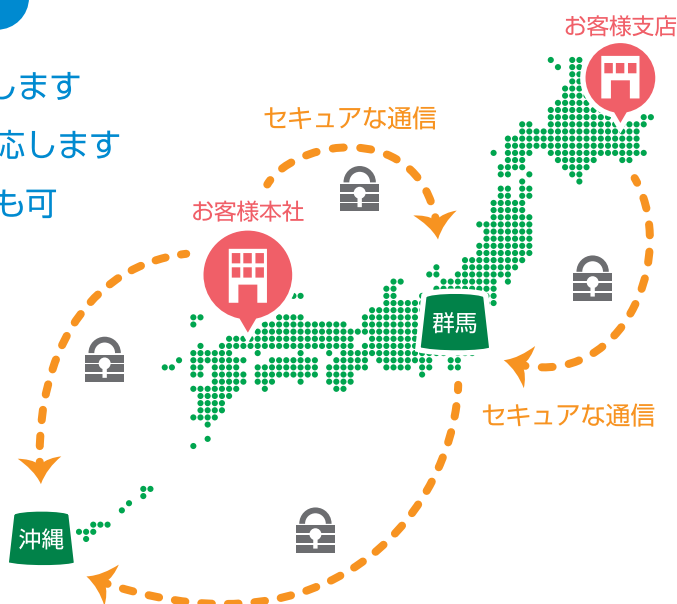 お客様支店
します
セキュアな通信
応します
も可
お客様本社
群馬
セキュアな通信
沖縄